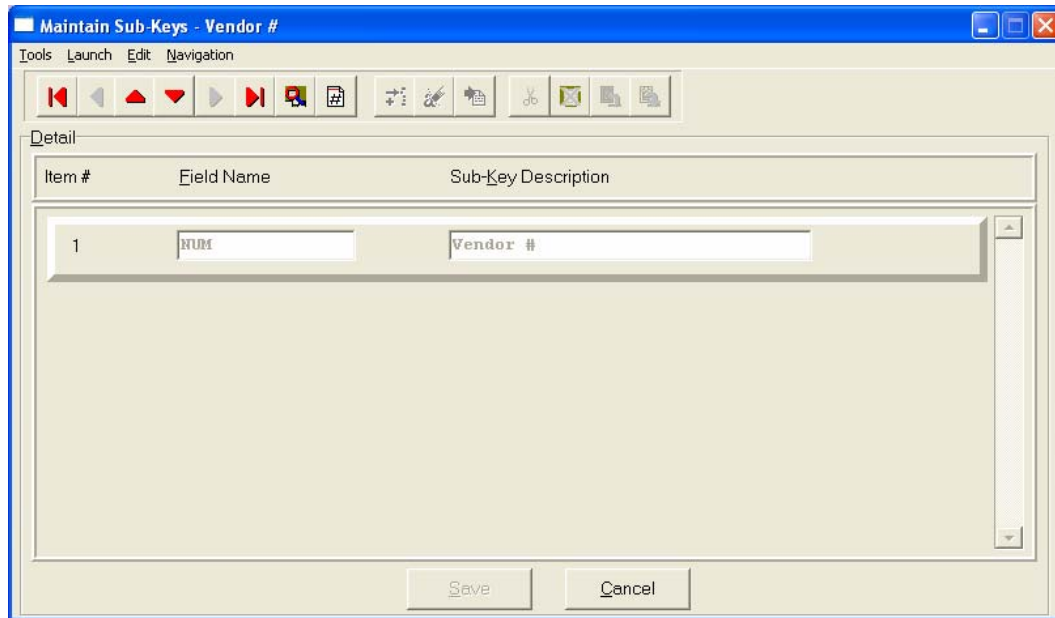 Maintain Sub-Keys - Vendor #
Tools Launch Edit Navigation
#
Detail
Item # Field Name Sub-Key Description
1 NUM Vendor #
Save Cancel